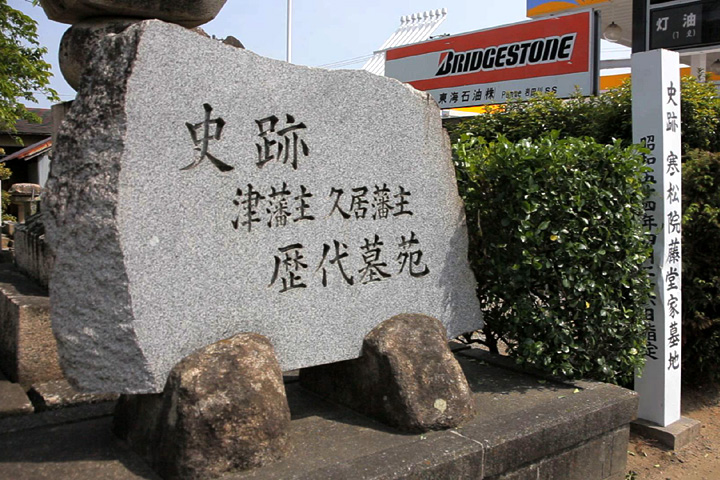 史跡
津藩主 久居藩主
歴代墓苑
BRIDGESTONE
東海石油㈱
灯油
史跡 寒松院藤堂家墓地